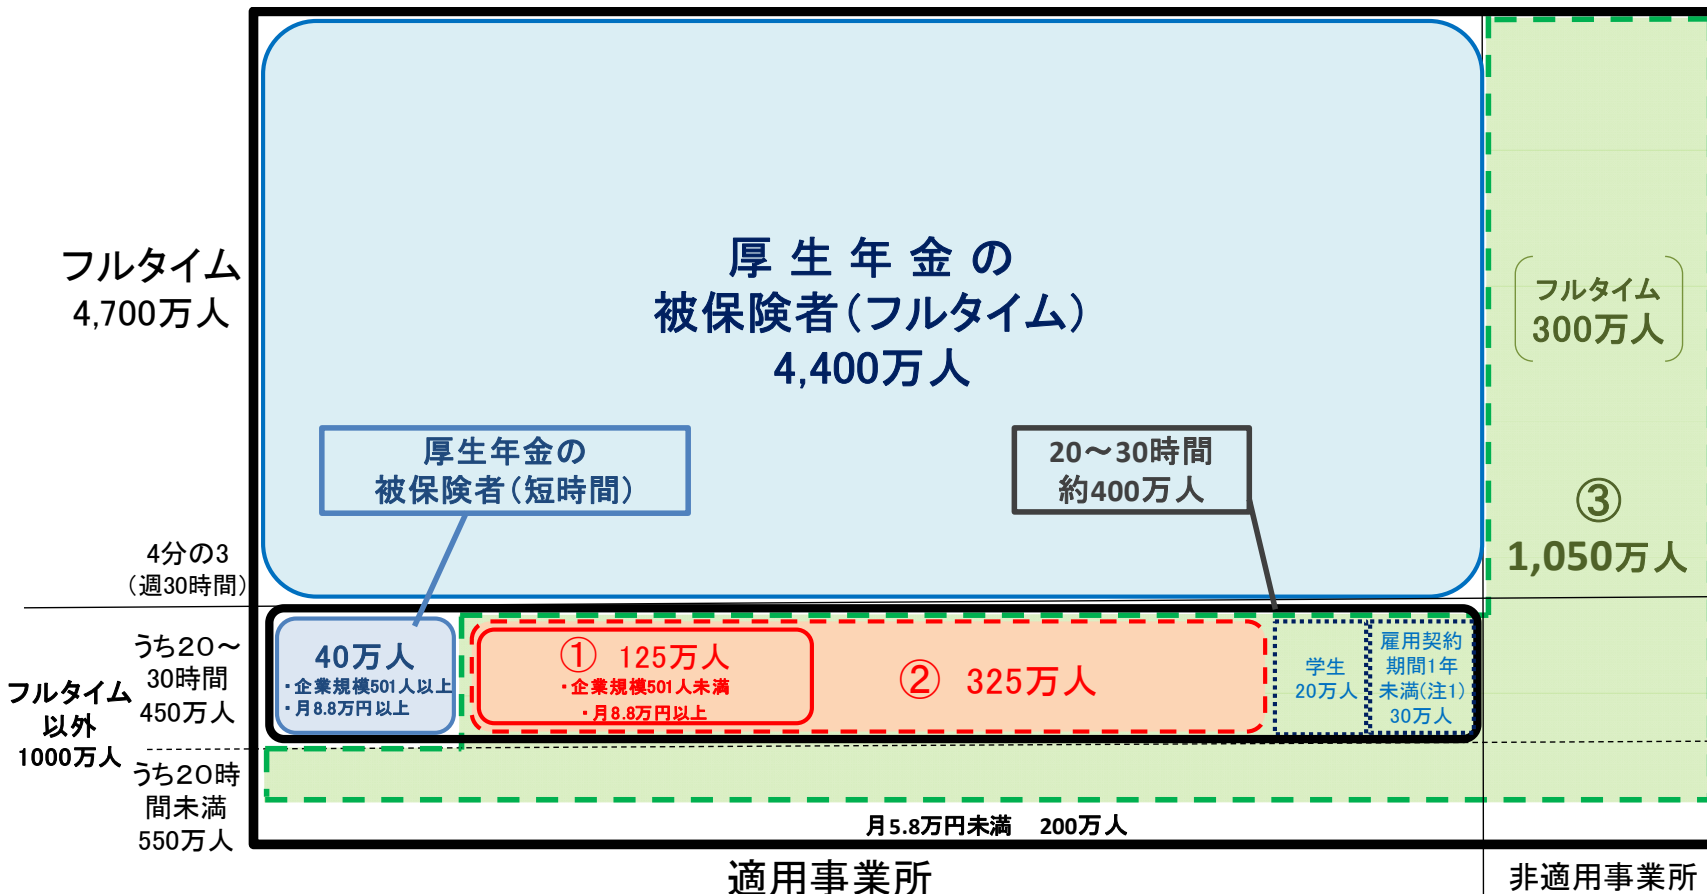 フルタイム
4,700万人
厚生年金の
被保険者（フルタイム）
4,400万人
フルタイム
300万人
厚生年金の
被保険者（短時間）
20～30時間
約400万人
③
1,050万人
4分の3
（週30時間）
フルタイム
以外
1000万人
うち20～
30時間
450万人
40万人
・企業規模501人以上
・月8.8万円以上
① 125万人
・企業規模501人未満
・月8.8万円以上
② 325万人
学生
20万人
雇用契約
期間1年
未満(注1)
30万人
うち20時
間未満
550万人
月5.8万円未満 200万人
適用事業所
非適用事業所